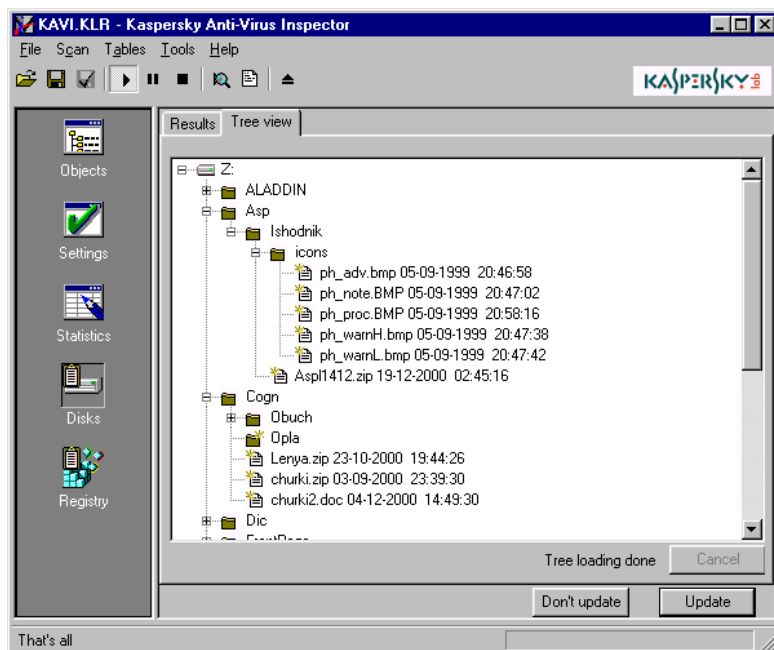 KAVI.KLR - Kaspersky Anti-Virus Inspector
File Scan Tables Tools Help
KASPERSKY lab
Objects
Settings
Statistics
Disks
Registry
Results Tree view
Z:
ALADDIN
Asp
Ishodnik
icons
ph_adv.bmp 05-09-1999 20:46:58
ph_note.BMP 05-09-1999 20:47:02
ph_proc.BMP 05-09-1999 20:58:16
ph_warnH.bmp 05-09-1999 20:47:38
ph_warnL.bmp 05-09-1999 20:47:42
Aspl1412.zip 19-12-2000 02:45:16
Cogn
Obuch
Opla
Lenya.zip 23-10-2000 19:44:26
churki.zip 03-09-2000 23:39:30
churki2.doc 04-12-2000 14:49:30
Dic
FrontPage
Tree loading done Cancel
Don't update Update
That's all